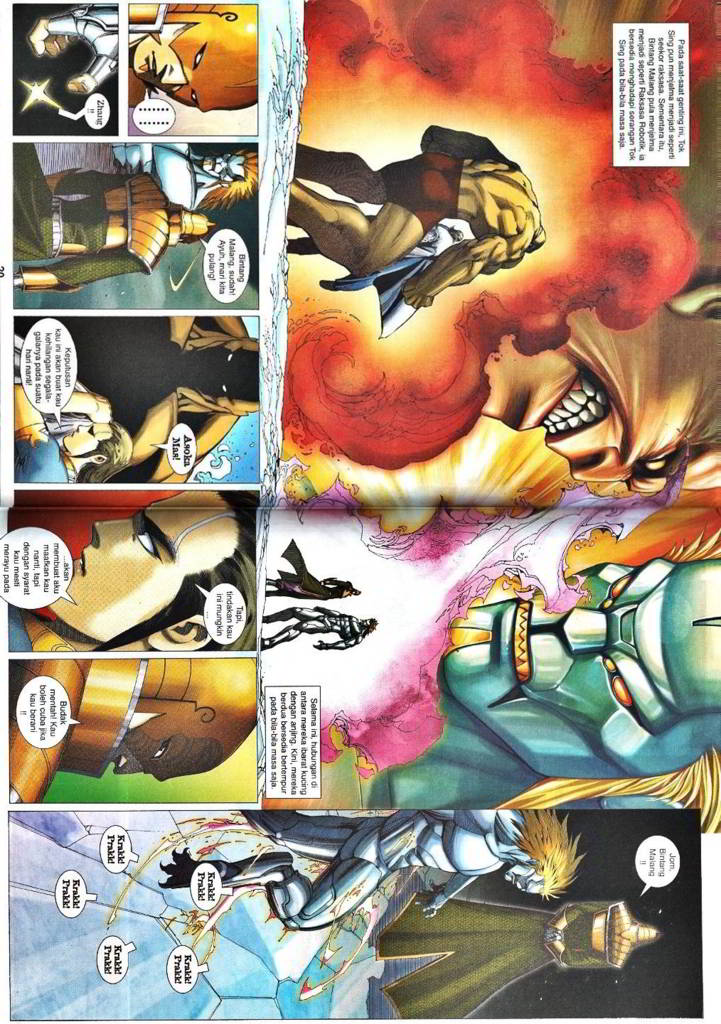 Pada saat-saat genting ini, Tok
Sing pun menjelma menjadi seperti
seekor raksasa. Sementara itu,
Bintang Malang pula menjelma
menjadi seperti Raksasa Robotik, ia
bersedia menghadapi serangan Tok
Sing pada bila-bila masa saja.
Selama ini, hubungan di
antara mereka ibarat kucing
dengan anjing. Kini, mereka
berdua bersedia bertempur
pada bila-bila masa saja.
Zhang
!!
Bintang
Malang, sudah!
Ayuh, mari kita
pulang!
Asoka
Mas!
Keputusan
kau ini akan buat kau
kehilangan segala-
galanya pada suatu
hari nanti!
Tapi,
tindakan kau
ini mungkin
...
...akan
membuat aku
maafkan kau
nanti, tapi
dengan syarat
kau mesti
merayu pada
Budak
mentah! Kau
boleh cuba jika
kau berani
!!
Jom,
Bintang
Malang
!!
Krakk!
Prakk!
Krakk!
Prakk!
Krakk!
Prakk!
Krakk!
Prakk!
Krakk!
Prakk!